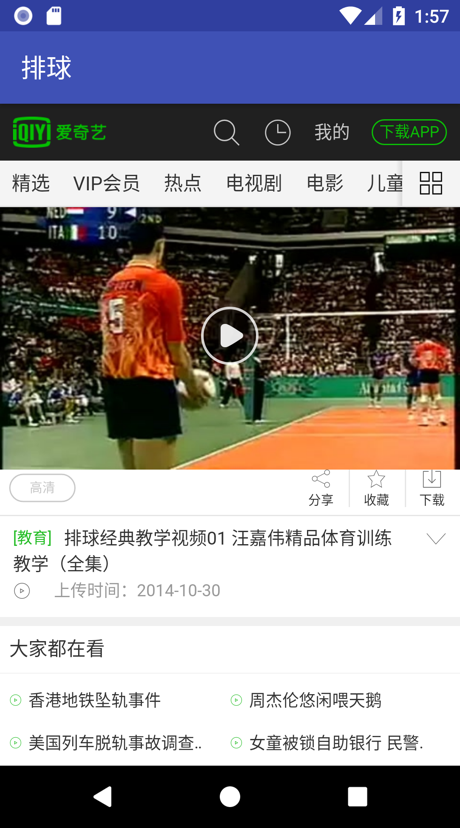 1:57
排球
iQIYI 爱奇艺 我的 下载APP
精选 VIP会员 热点 电视剧 电影 儿童
NED 9 2ND
ITA 10
5
高清 分享 收藏 下载
[教育] 排球经典教学视频01 汪嘉伟精品体育训练
教学（全集）
上传时间：2014-10-30
大家都在看
香港地铁坠轨事件 周杰伦悠闲喂天鹅
美国列车脱轨事故调查.. 女童被锁自助银行 民警.